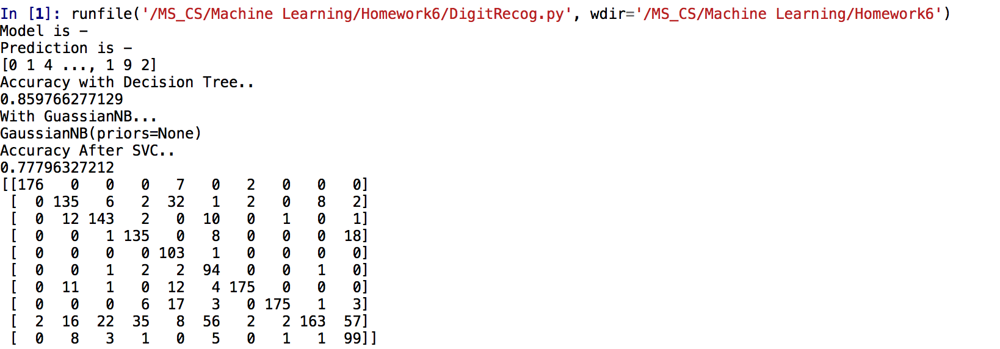 In [1]: runfile('/MS_CS/Machine Learning/Homework6/DigitRecog.py', wdir='/MS_CS/Machine Learning/Homework6')
Model is -
Prediction is -
[0 1 4 ..., 1 9 2]
Accuracy with Decision Tree..
0.859766277129
With GuassianNB...
GaussianNB(priors=None)
Accuracy After SVC..
0.77796327212
[[176   0   0   0   7   0   2   0   0   0]
 [  0 135   6   2  32   1   2   0   8   2]
 [  0  12 143   2   0  10   0   1   0   1]
 [  0   0   1 135   0   8   0   0   0  18]
 [  0   0   0   0 103   1   0   0   0   0]
 [  0   0   1   2   2  94   0   0   1   0]
 [  0  11   1   0  12   4 175   0   0   0]
 [  0   0   0   6  17   3   0 175   1   3]
 [  2  16  22  35   8  56   2   2 163  57]
 [  0   8   3   1   0   5   0   1   1  99]]